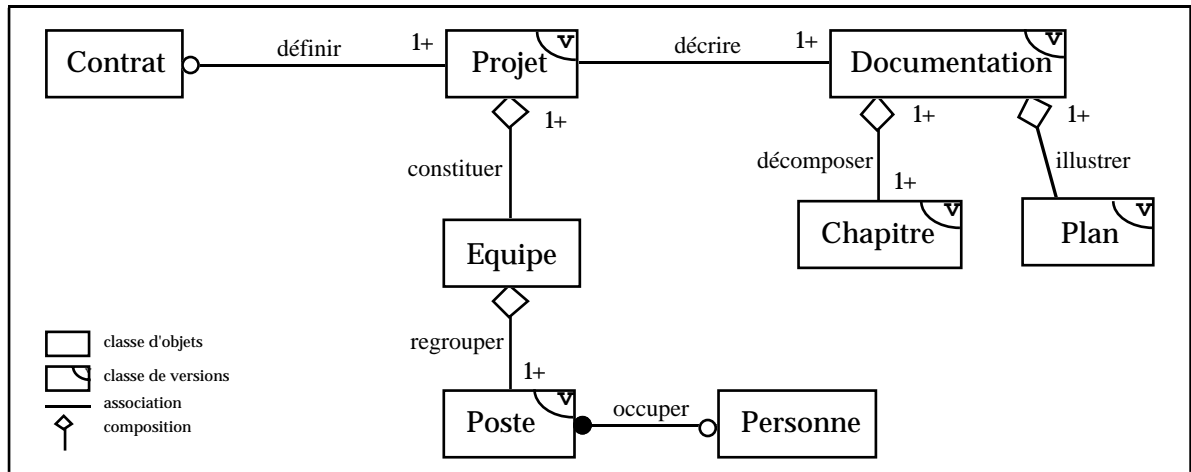 Contrat
définir
1+
Projet
V
décrire
1+
Documentation
V
1+
constituer
1+
décomposer
1+
illustrer
1+
Chapitre
V
Plan
V
Equipe
regrouper
1+
Poste
V
occuper
Personne
classe d'objets
classe de versions
association
composition